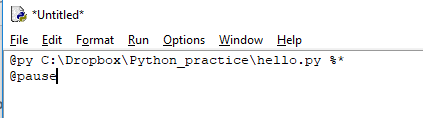 *Untitled*
File Edit Format Run Options Window Help
@py C:\Dropbox\Python_practice\hello.py %*
@pause